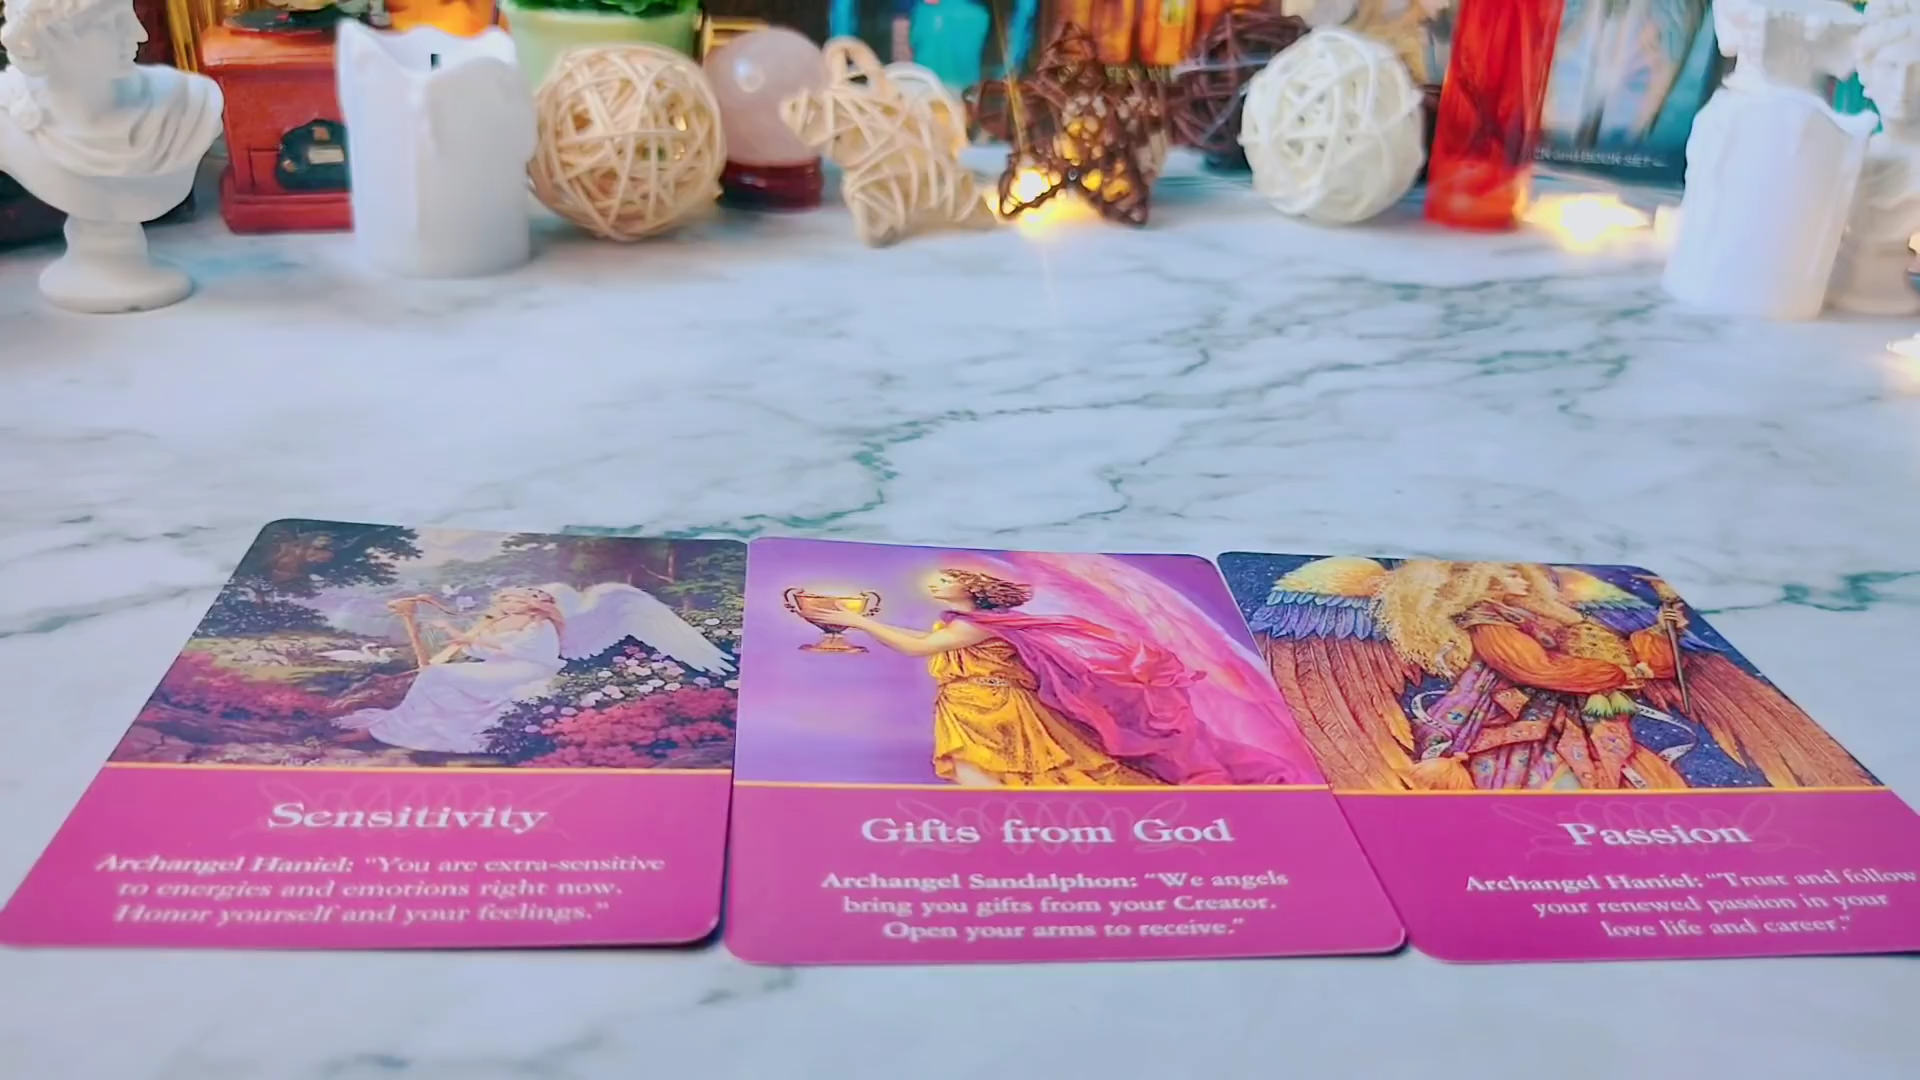 Sensitivity
Archangel Haniel: "You are extra-sensitive
to energies and emotions right now.
Honor yourself and your feelings."
Gifts from God
Archangel Sandalphon: "We angels
bring you gifts from your Creator.
Open your arms to receive."
Passion
Archangel Haniel: "Trust and follow
your renewed passion in your
love life and career."
BOOK SET